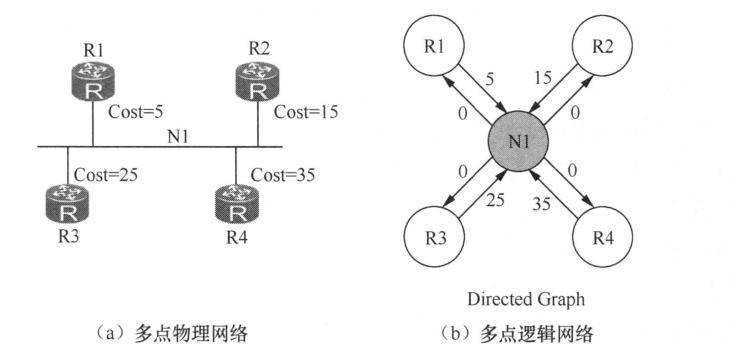 R1
R2
R
Cost=5
R
Cost=15
N1
R
Cost=25
R
Cost=35
R3
R4
(a)多点物理网络
R1
R2
5
15
0
0
N1
0
0
25
35
R3
R4
Directed Graph
(b)多点逻辑网络